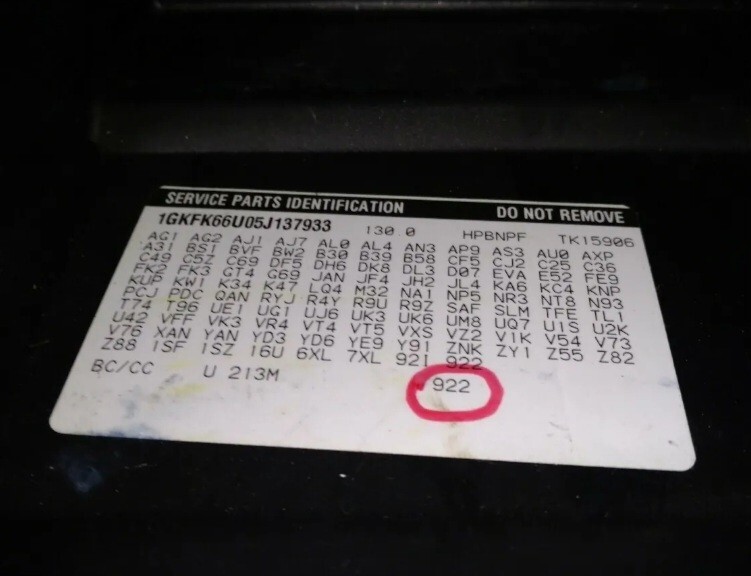 SERVICE PARTS IDENTIFICATION DO NOT REMOVE
1GKFK66U05J137933 130.0 HPBNPF TK15906
AG1 AG2 AJ1 AJ7 AL0 AL4 AN3 AP9 AS3 AU0 AXP
A31 BS1 BVF BW2 B30 B39 B58 CF5 CJ2 C25 C36
C49 C5Z C69 DF5 DH6 DK8 DL3 D07 EVA E52 FE9
FK2 FK3 GT4 G69 JAN JF4 JH2 JL4 KA6 KC4 KNP
KUP KW1 K34 K47 LQ4 M32 NA1 NP5 NR3 NT8 N93
PCJ PDC QAN RYJ R4Y R9U R9Z SAF SLM TFE TL1
T74 T96 UE1 UG1 UJ6 UK3 UK6 UM8 UQ7 U1S U2K
U42 VFF VK3 VR4 VT4 VT5 VXS VZ2 V1K V54 V73
V76 XAN YAN YD3 YD6 YE9 Y91 ZNK ZY1 Z55 Z82
Z88 1SF 1SZ 16U 6XL 7XL 921 922
BC/CC U 213M 922